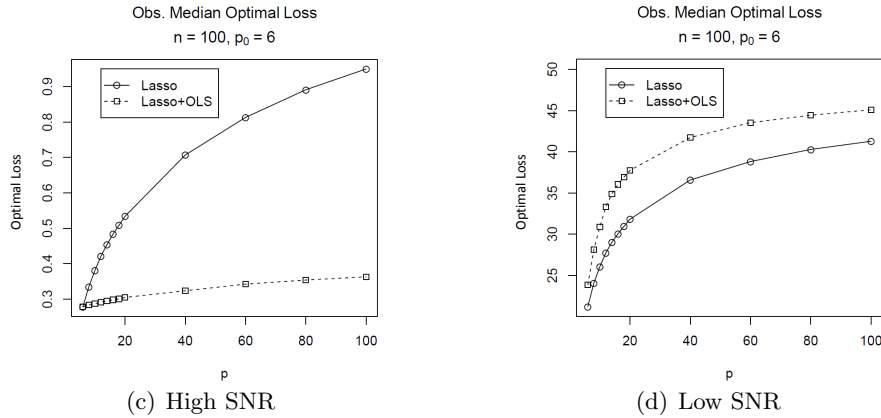 Obs. Median Optimal Loss
n = 100, p0 = 6
Lasso
Lasso+OLS
Optimal Loss
0.9
0.8
0.7
0.6
0.5
0.4
0.3
20 40 60 80 100
p
(c) High SNR
Obs. Median Optimal Loss
n = 100, p0 = 6
Lasso
Lasso+OLS
Optimal Loss
50
45
40
35
30
25
20 40 60 80 100
p
(d) Low SNR